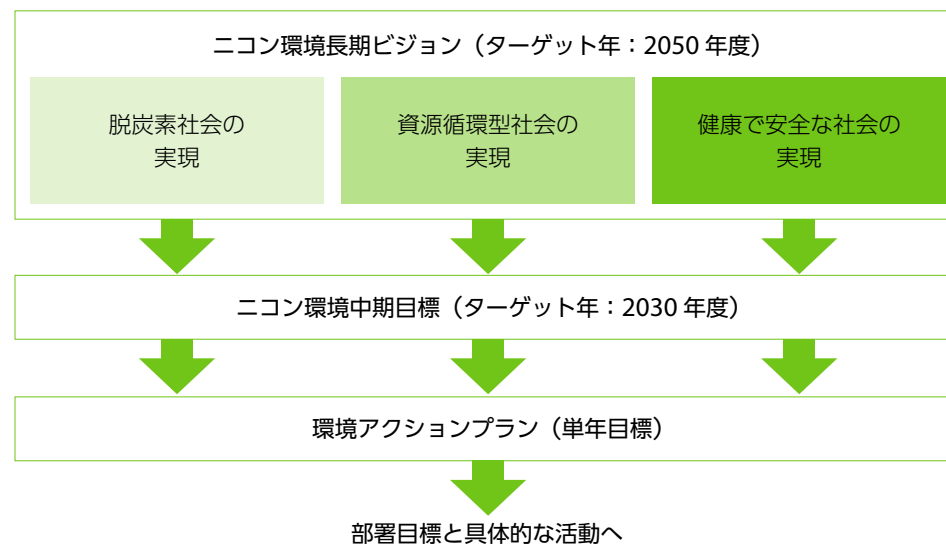 ニコン環境長期ビジョン（ターゲット年：2050 年度）
脱炭素社会の
実現
資源循環型社会の
実現
健康で安全な社会の
実現
ニコン環境中期目標（ターゲット年：2030 年度）
環境アクションプラン（単年目標）
部署目標と具体的な活動へ